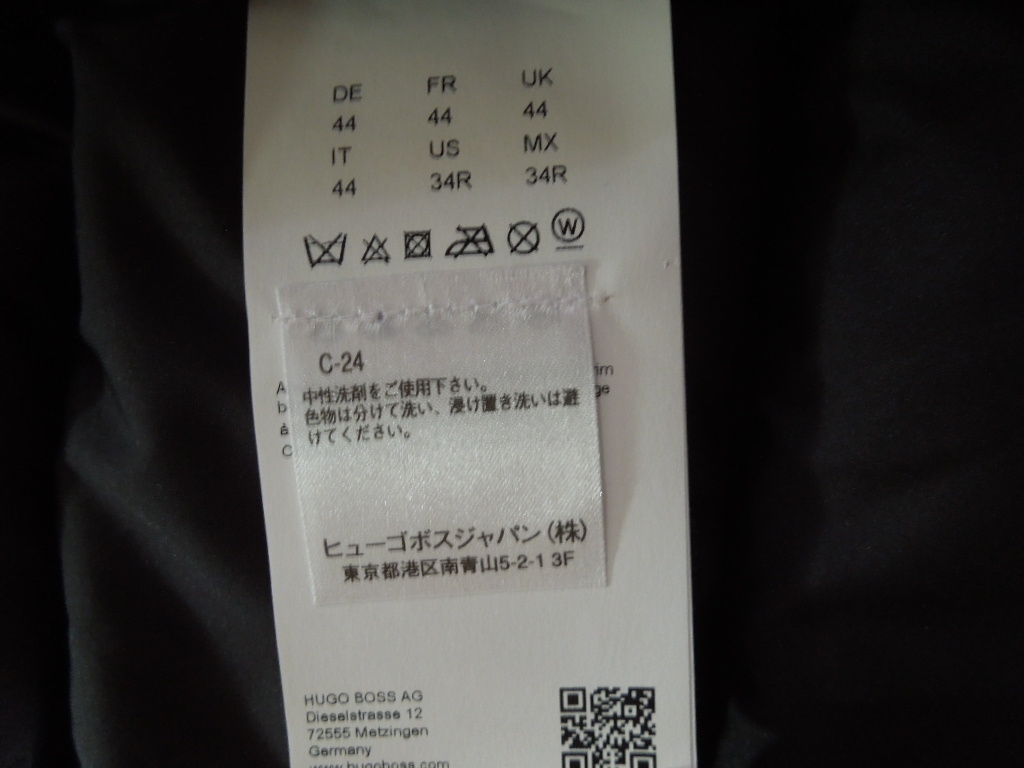 DE FR UK
44 44 44
IT US MX
44 34R 34R
W
C-24
中性洗剤をご使用下さい。
色物は分けて洗い、浸け置き洗いは避
けてください。
ヒューゴボスジャパン(株)
東京都港区南青山5-2-1 3F
HUGO BOSS AG
Dieselstrasse 12
72555 Metzingen
Germany
www.hugoboss.com